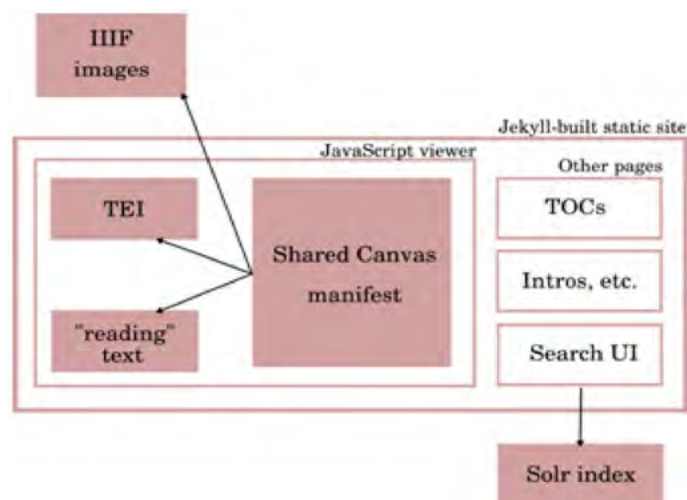 IIIF
images
Jekyll-built static site
JavaScript viewer
Other pages
TEI
Shared Canvas
manifest
"reading"
text
TOCs
Intros, etc.
Search UI
Solr index